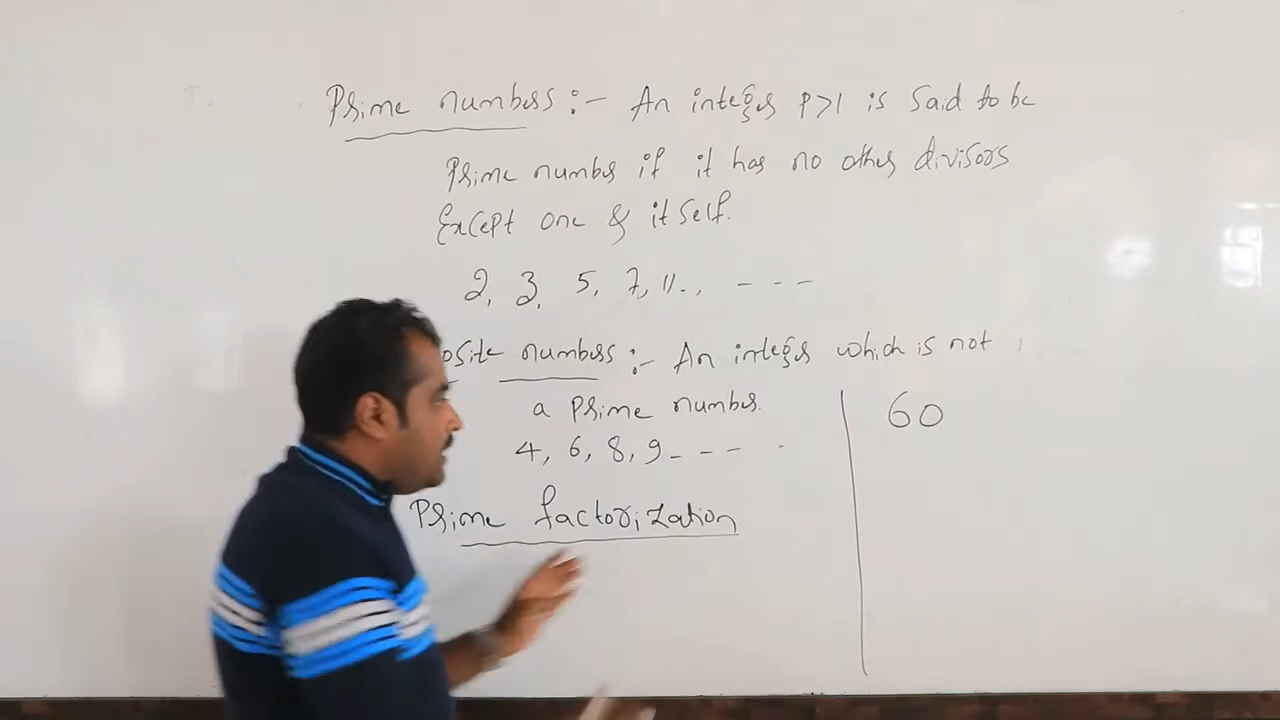 Prime numbers :- An integer P>1 is said to be
Prime number if it has no other divisors
Except one & itself.
2, 3, 5, 7, 11.., - - -
osite numbers :- An integer which is not
a prime number.
4, 6, 8, 9 - - -
60
Prime factorization